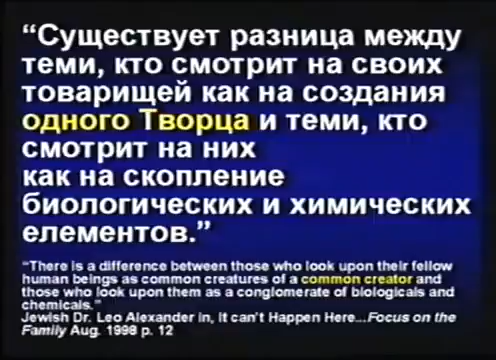 “Существует разница между
теми, кто смотрит на своих
товарищей как на создания
одного Творца и теми, кто
смотрит на них
как на скопление
биологических и химических
елементов.”
“There is a difference between those who look upon their fellow
human beings as common creatures of a common creator and
those who look upon them as a conglomerate of biologicals and
chemicals.”
Jewish Dr. Leo Alexander in, It can't Happen Here...Focus on the
Family Aug. 1998 p. 12